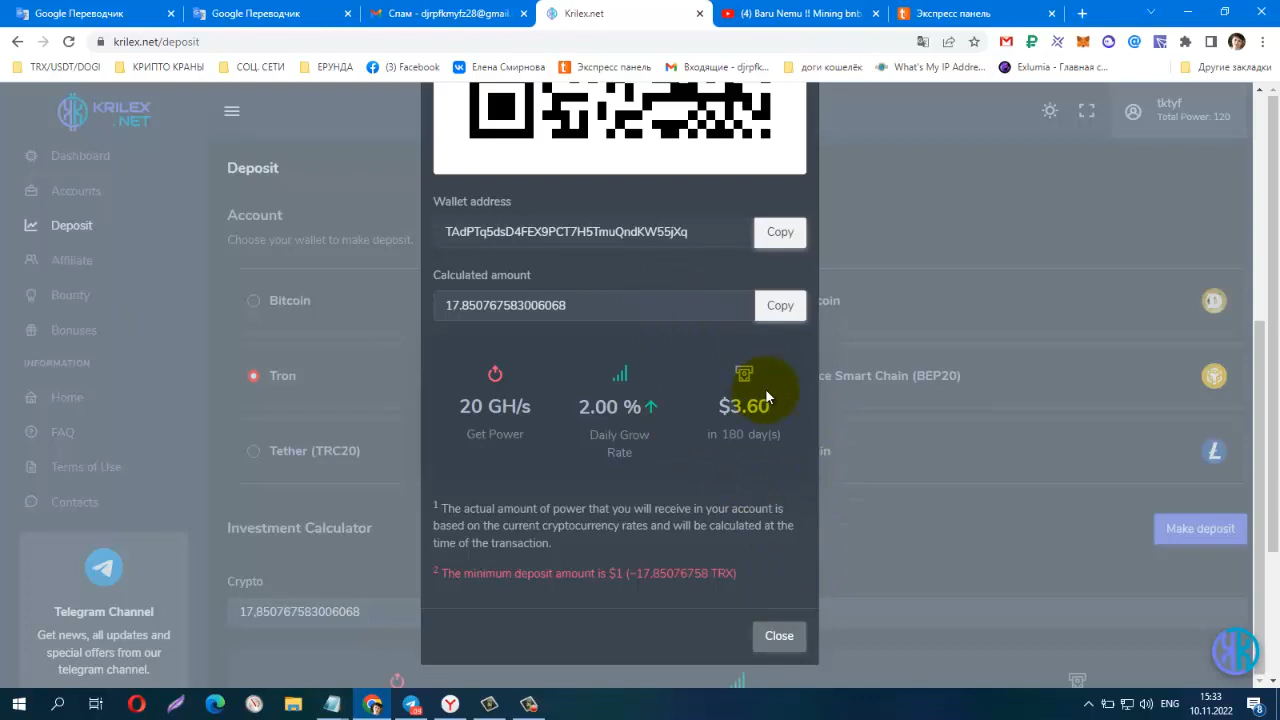 Google Переводчик
Google Переводчик
Спам - djrpfkmyfz28@gmail.c
Krilex.net
(4) Baru Nemu !! Mining bnb
Экспресс панель
krilex.net/deposit
TRX/USDT/DOGI
КРИПТО КРАНЫ
СОЦ. СЕТИ
ЕРУНДА
(3) Facebook
Елена Смирнова
Экспресс панель
Входящие - djrpfk...
доги кошелёк
What's My IP Addre...
Exlumia - Главная с...
Другие закладки
KRILEX
.NET
tktyf
Total Power: 120
Dashboard
Accounts
Deposit
Affiliate
Bounty
Bonuses
INFORMATION
Home
FAQ
Terms of Use
Contacts
Telegram Channel
Get news, all updates and
special offers from our
telegram channel.
Deposit
Account
Choose your wallet to make deposit.
Bitcoin
coin
Tron
ce Smart Chain (BEP20)
Tether (TRC20)
in
Investment Calculator
Make deposit
Crypto
17,850767583006068
Wallet address
TAdPTq5dsD4FEX9PCT7H5TmuQndKW55jXq
Copy
Calculated amount
17.850767583006068
Copy
20 GH/s
Get Power
2.00 %
Daily Grow
Rate
$3.60
in 180 day(s)
1 The actual amount of power that you will receive in your account is
based on the current cryptocurrency rates and will be calculated at the
time of the transaction.
2 The minimum deposit amount is $1 (~17,85076758 TRX)
Close
15:33
ENG
10.11.2022